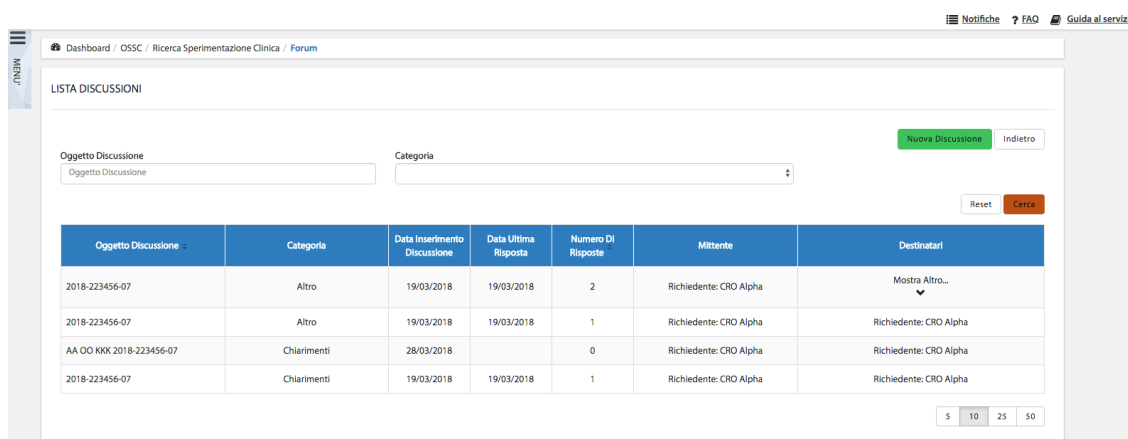 Notifiche ? FAQ Guida al serviz
MENU'
Dashboard / OSSC / Ricerca Sperimentazione Clinica / Forum
LISTA DISCUSSIONI
Nuova Discussione Indietro
Oggetto Discussione Categoria
Oggetto Discussione
Reset Cerca
Oggetto Discussione Categoria Data Inserimento Discussione Data Ultima Risposta Numero Di Risposte Mittente Destinatari
2018-223456-07 Altro 19/03/2018 19/03/2018 2 Richiedente: CRO Alpha Mostra Altro...
2018-223456-07 Altro 19/03/2018 19/03/2018 1 Richiedente: CRO Alpha Richiedente: CRO Alpha
AA OO KKK 2018-223456-07 Chiarimenti 28/03/2018 0 Richiedente: CRO Alpha Richiedente: CRO Alpha
2018-223456-07 Chiarimenti 19/03/2018 19/03/2018 1 Richiedente: CRO Alpha Richiedente: CRO Alpha
5 10 25 50